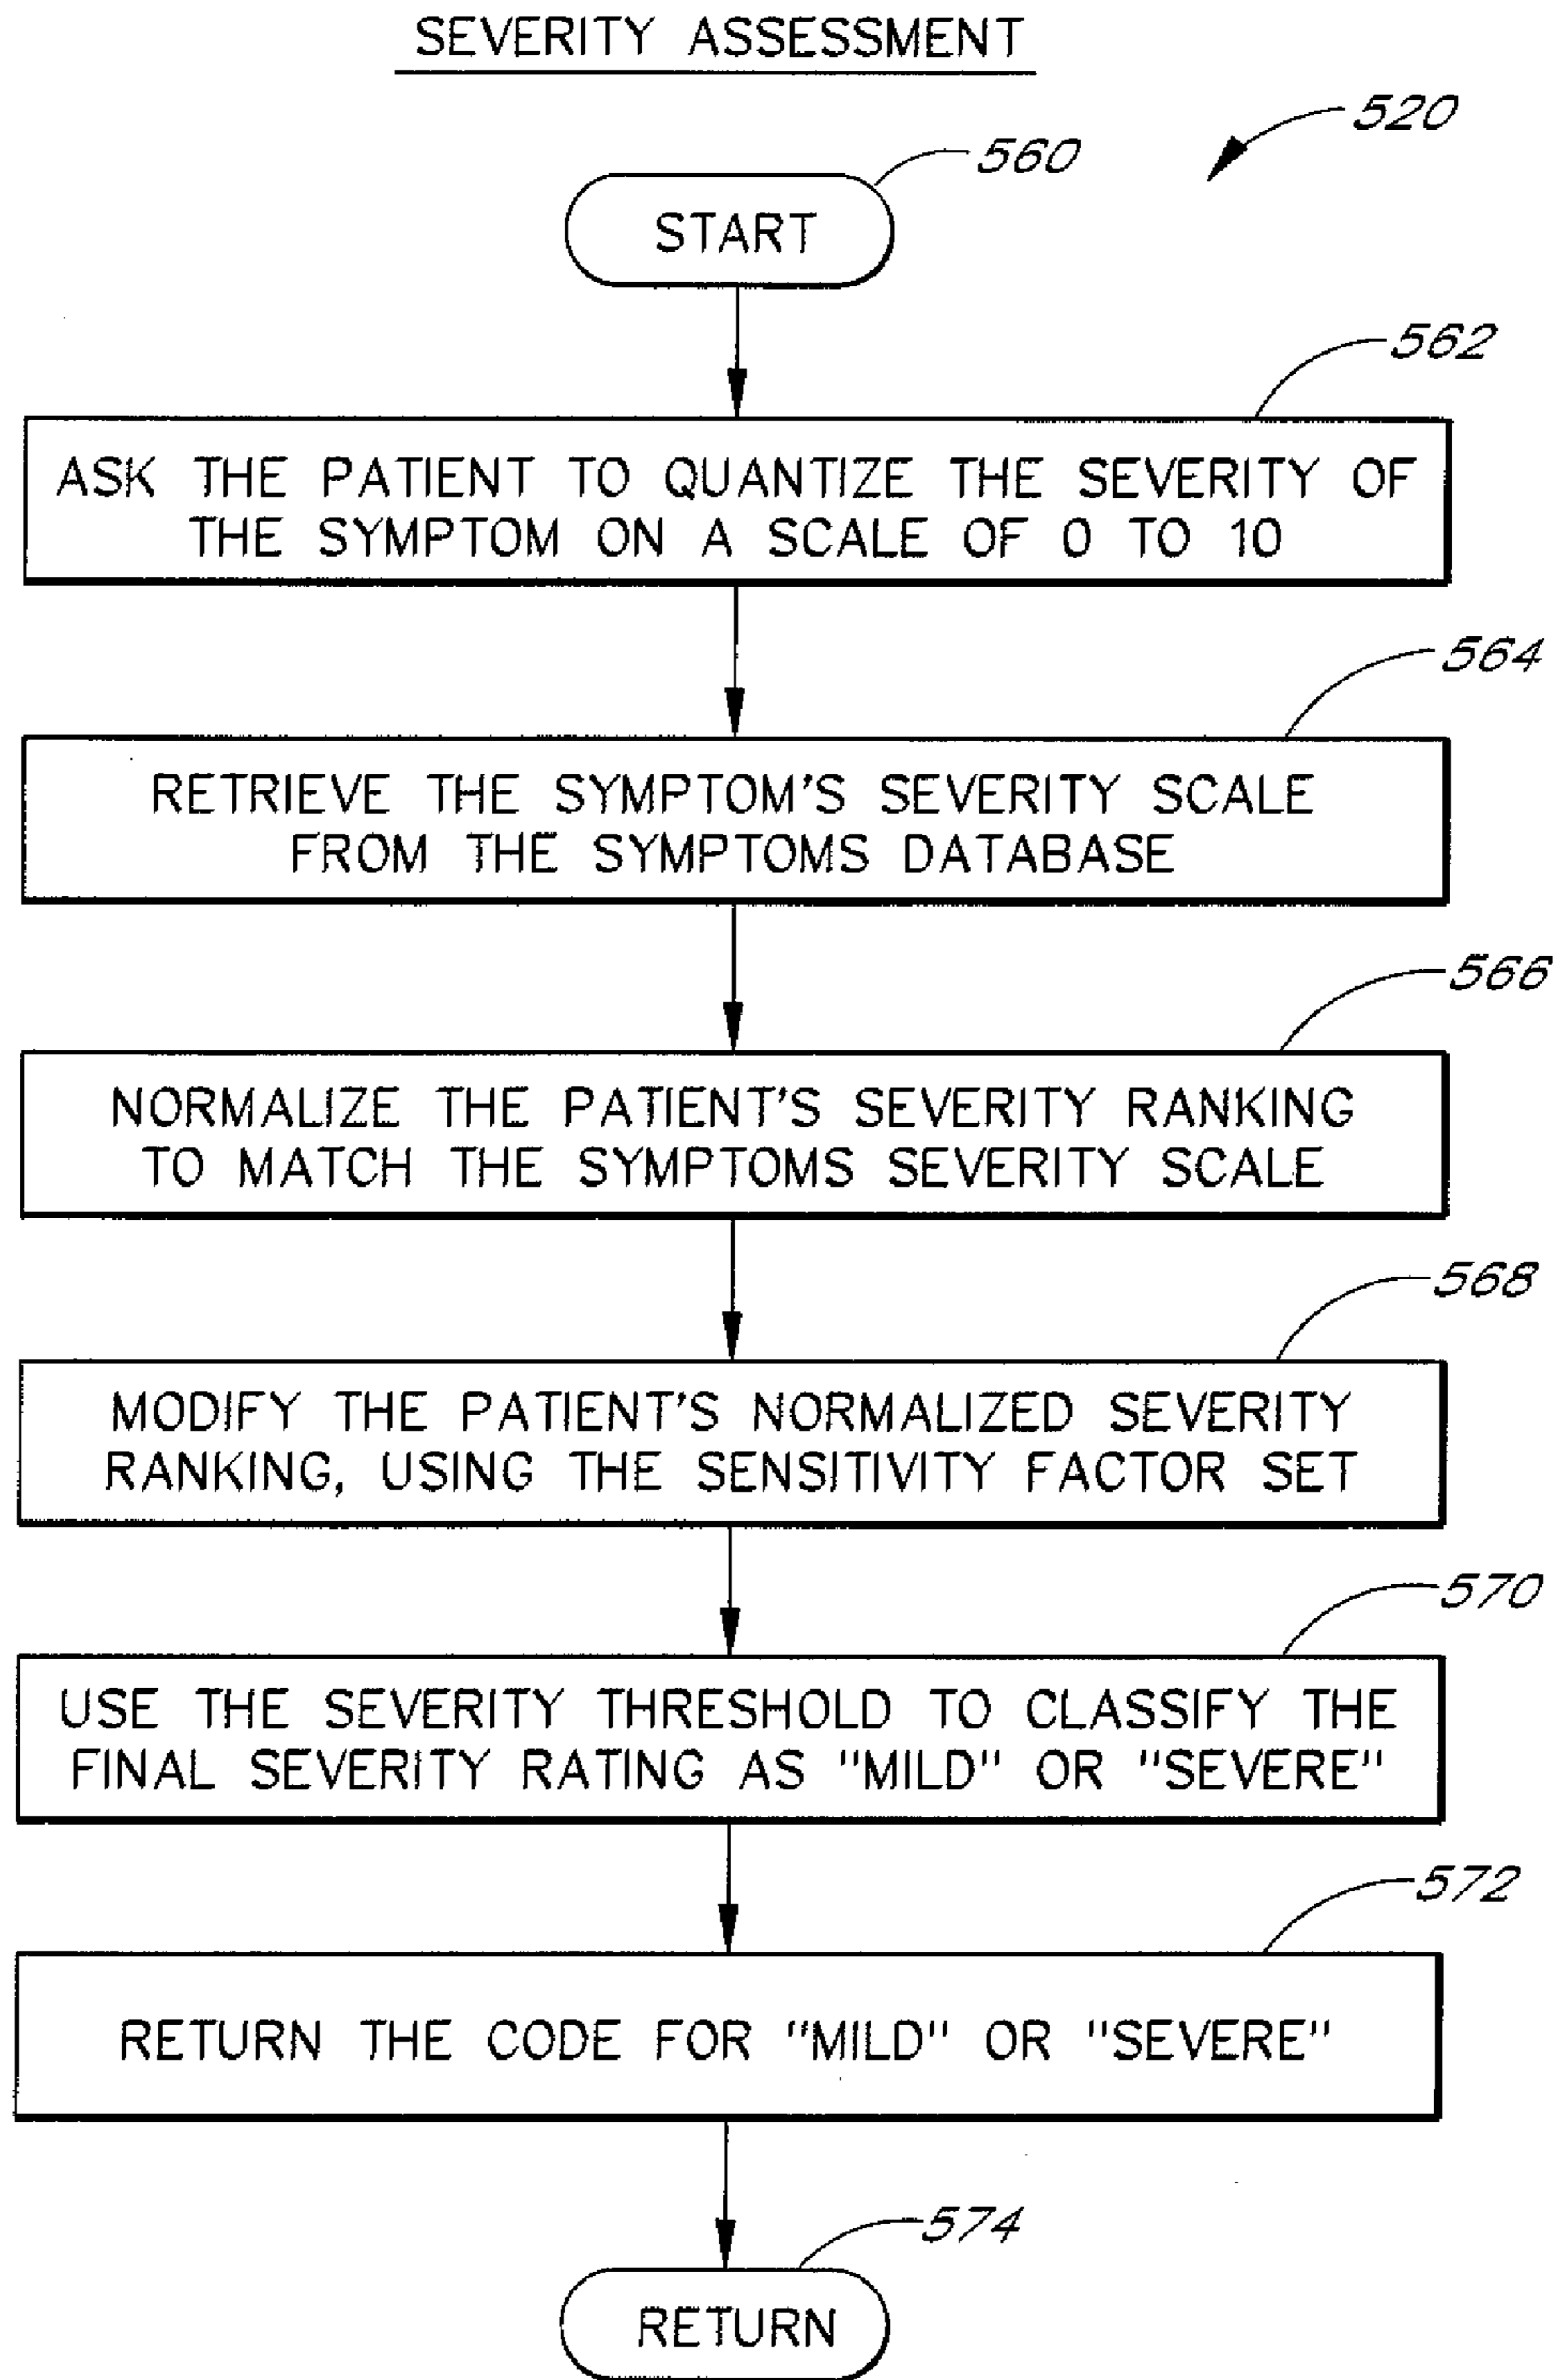 SEVERITY ASSESSMENT
520
560
START
562
ASK THE PATIENT TO QUANTIZE THE SEVERITY OF
THE SYMPTOM ON A SCALE OF 0 TO 10
564
RETRIEVE THE SYMPTOM'S SEVERITY SCALE
FROM THE SYMPTOMS DATABASE
566
NORMALIZE THE PATIENT'S SEVERITY RANKING
TO MATCH THE SYMPTOMS SEVERITY SCALE
568
MODIFY THE PATIENT'S NORMALIZED SEVERITY
RANKING, USING THE SENSITIVITY FACTOR SET
570
USE THE SEVERITY THRESHOLD TO CLASSIFY THE
FINAL SEVERITY RATING AS "MILD" OR "SEVERE"
572
RETURN THE CODE FOR "MILD" OR "SEVERE"
574
RETURN